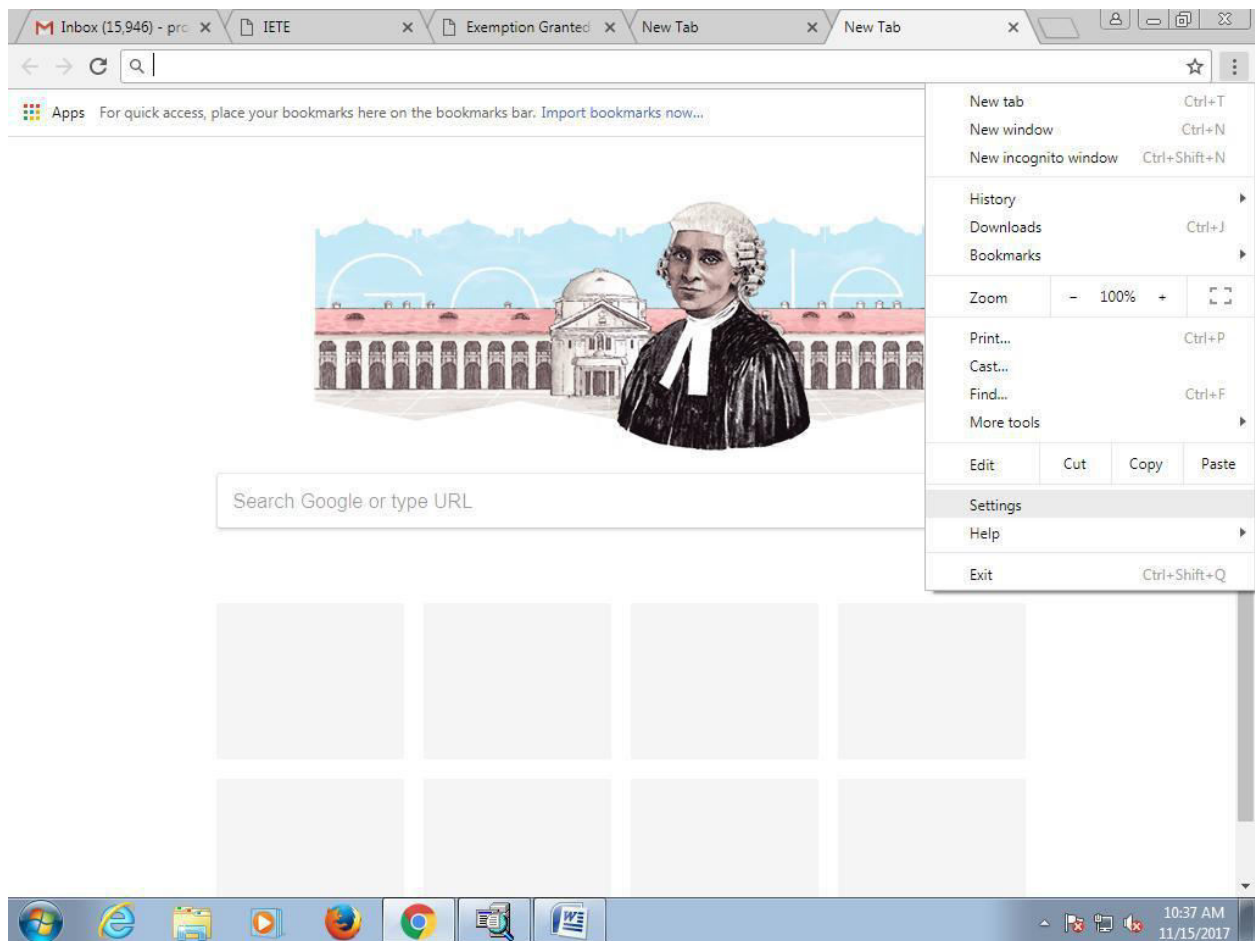 Inbox (15,946) - pro
IETE
Exemption Granted
New Tab
New Tab
Apps For quick access, place your bookmarks here on the bookmarks bar. Import bookmarks now...
New tab Ctrl+T
New window Ctrl+N
New incognito window Ctrl+Shift+N
History
Downloads Ctrl+J
Bookmarks
Zoom - 100% +
Print... Ctrl+P
Cast...
Find... Ctrl+F
More tools
Edit Cut Copy Paste
Settings
Help
Exit Ctrl+Shift+Q
Search Google or type URL
10:37 AM
11/15/2017